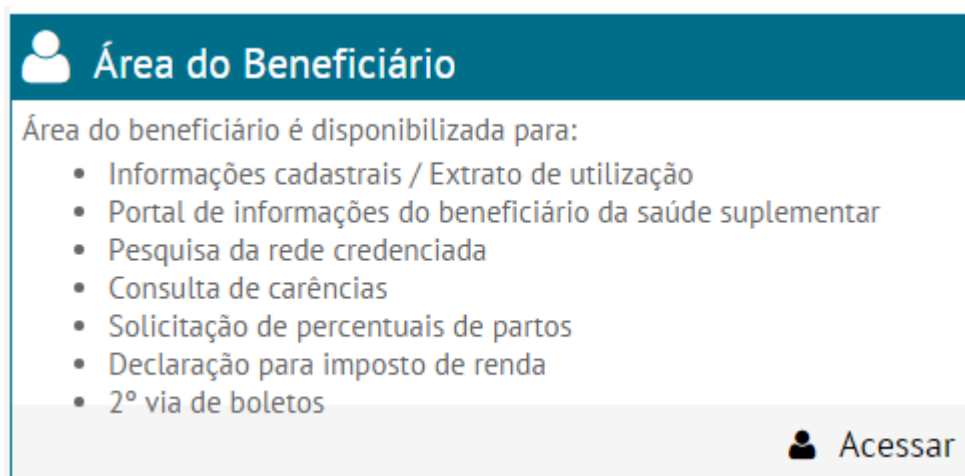 Área do Beneficiário
Área do beneficiário é disponibilizada para:
• Informações cadastrais / Extrato de utilização
• Portal de informações do beneficiário da saúde suplementar
• Pesquisa da rede credenciada
• Consulta de carências
• Solicitação de percentuais de partos
• Declaração para imposto de renda
• 2º via de boletos
Acessar